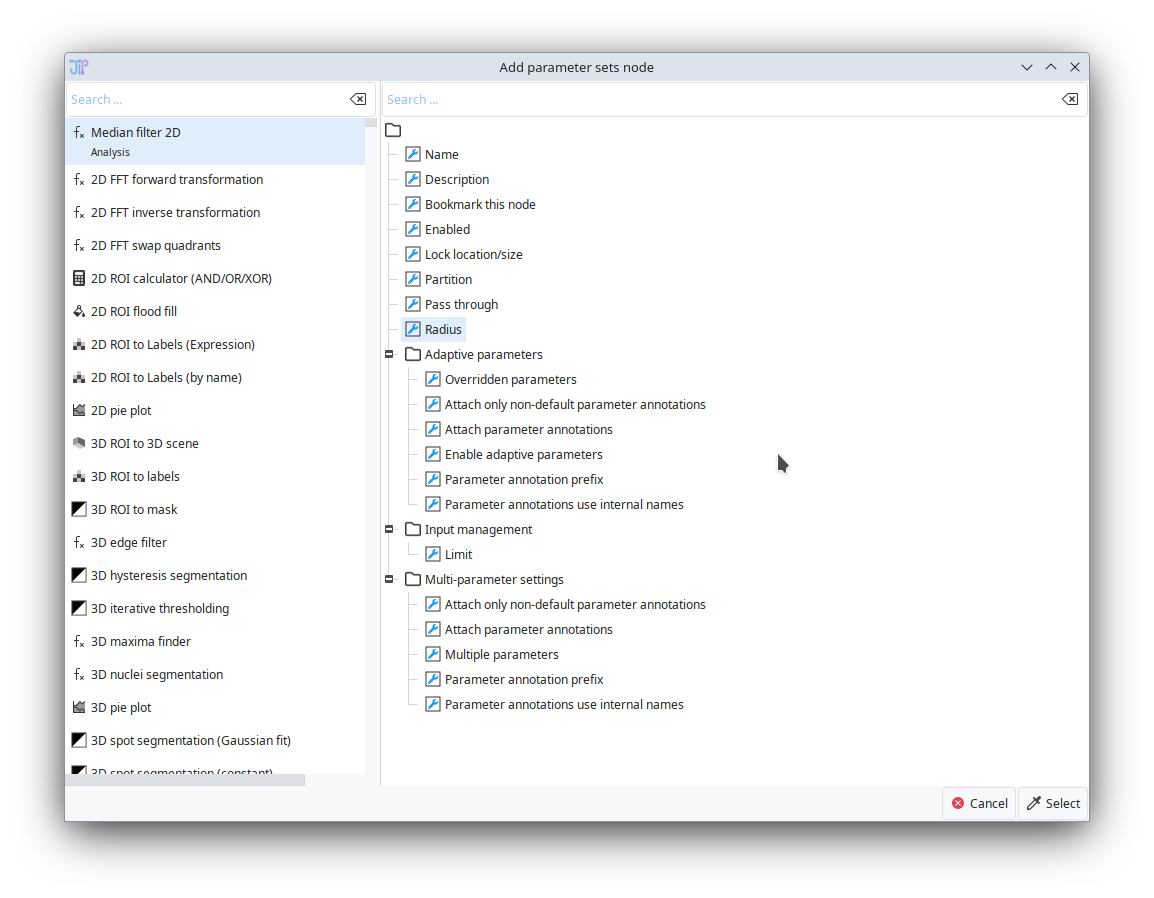 JIP
Add parameter sets node
Search ...
Search ...
Median filter 2D
Analysis
2D FFT forward transformation
2D FFT inverse transformation
2D FFT swap quadrants
2D ROI calculator (AND/OR/XOR)
2D ROI flood fill
2D ROI to Labels (Expression)
2D ROI to Labels (by name)
2D pie plot
3D ROI to 3D scene
3D ROI to labels
3D ROI to mask
3D edge filter
3D hysteresis segmentation
3D iterative thresholding
3D maxima finder
3D nuclei segmentation
3D pie plot
3D spot segmentation (Gaussian fit)
3D spot segmentation (constant)
Name
Description
Bookmark this node
Enabled
Lock location/size
Partition
Pass through
Radius
Adaptive parameters
Overridden parameters
Attach only non-default parameter annotations
Attach parameter annotations
Enable adaptive parameters
Parameter annotation prefix
Parameter annotations use internal names
Input management
Limit
Multi-parameter settings
Attach only non-default parameter annotations
Attach parameter annotations
Multiple parameters
Parameter annotation prefix
Parameter annotations use internal names
Cancel
Select